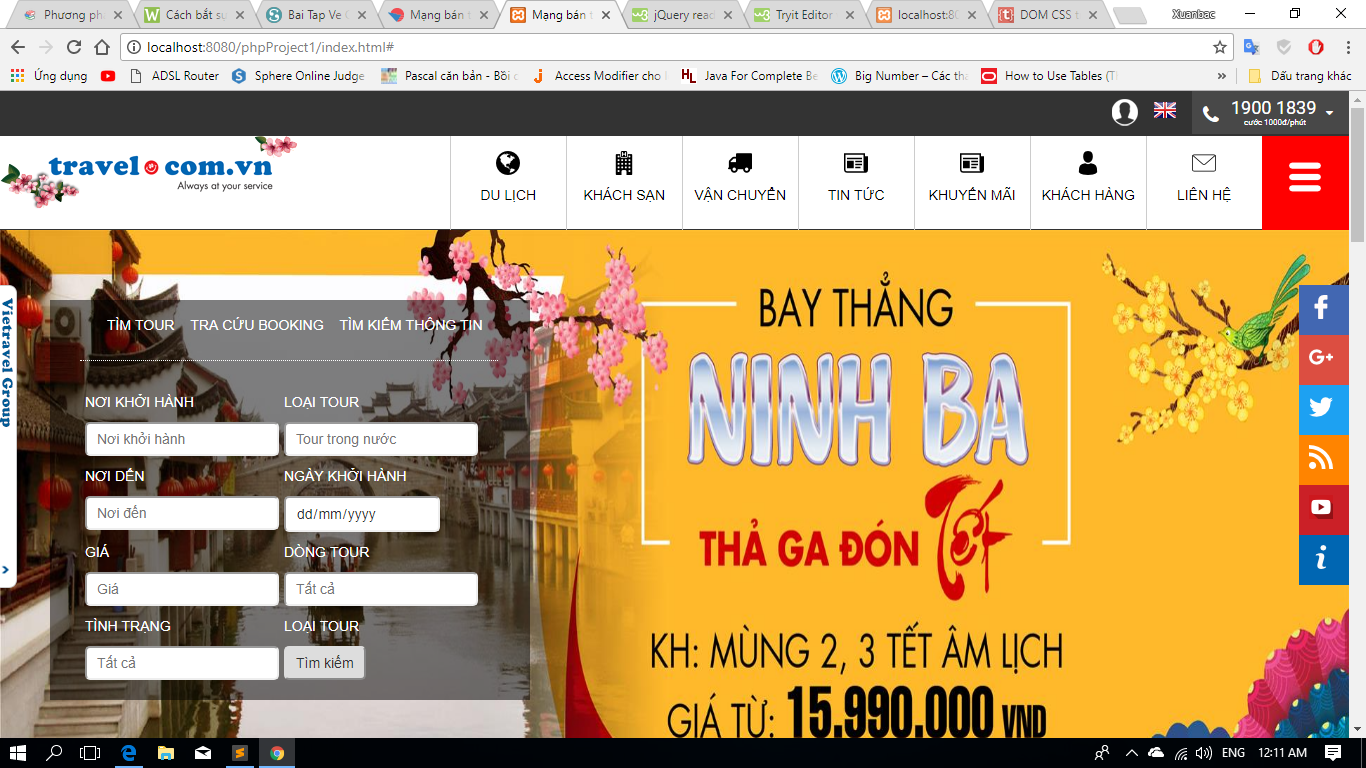 Phương ph
Cách bắt sụ
Bai Tap Ve C
Mạng bán t
Mạng bán t
jQuery read
Tryit Editor
localhost:80
DOM CSS t
Xuanbac
localhost:8080/phpProject1/index.html#
Ứng dụng
ADSL Router
Sphere Online Judge
Pascal căn bản - Bồi d
Access Modifier cho
Java For Complete Be
Big Number – Các th
How to Use Tables (T
»
Dấu trang khác
1900 1839
cước 1000đ/phút
travel.com.vn
Always at your service
DU LỊCH
KHÁCH SẠN
VẬN CHUYỂN
TIN TỨC
KHUYẾN MÃI
KHÁCH HÀNG
LIÊN HỆ
Vietravel Group
TÌM TOUR
TRA CỨU BOOKING
TÌM KIẾM THÔNG TIN
NƠI KHỞI HÀNH
LOẠI TOUR
Nơi khởi hành
Tour trong nước
NƠI DẾN
NGÀY KHỞI HÀNH
Nơi đến
dd/mm/yyyy
GIÁ
DÒNG TOUR
Giá
Tất cả
TÌNH TRẠNG
LOẠI TOUR
Tất cả
Tìm kiếm
BAY THẲNG
NINH BA
THẢ GA ĐÓN Tết
KH: MÙNG 2, 3 TẾT ÂM LỊCH
GIÁ TỪ: 15.990.000 VND
ENG
12:11 AM